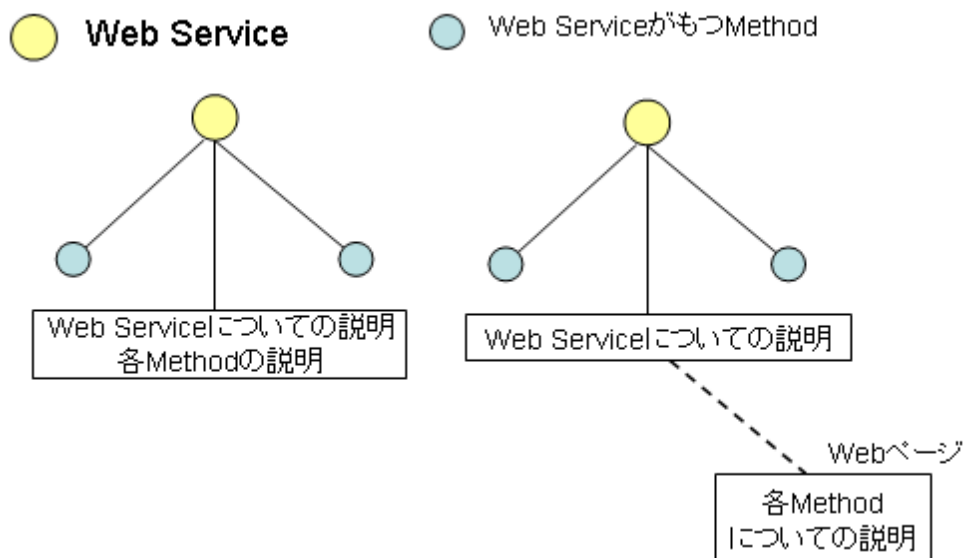 Web Service
Web ServiceがもつMethod
Web Serviceについての説明
各Methodの説明
Web Serviceについての説明
Webページ
各Method
についての説明